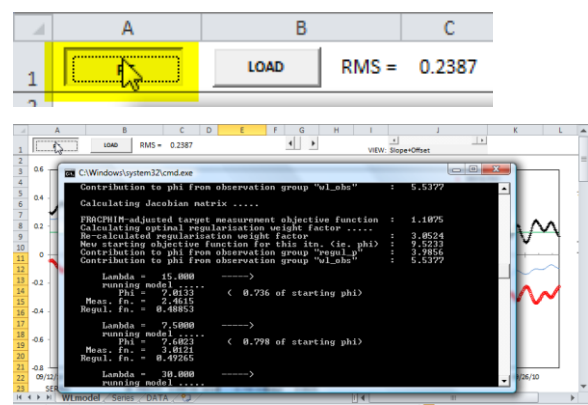 A B C
1 LOAD RMS = 0.2387
2
A B C D E F G H I J K L
1 LOAD RMS = 0.2387 VIEW: Slope+Offset
2
3 0.6
4
5 0.4
6
7 0.2
8
9
10 0
11
12
13 -0.2
14
15 -0.4
16
17
18 -0.6
19
20
21 -0.8
22 09/12/ 09/26/10
23 SER
C:\Windows\system32\cmd.exe
Contribution to phi from observation group "wl_obs" : 5.5377
Calculating Jacobian matrix .....
FRACPHIM-adjusted target measurement objective function : 1.1075
Calculating optimal regularisation weight factor .....
Re-calculated regularisation weight factor : 3.0524
New starting objective function for this itn. (ie. phi) : 9.5233
Contribution to phi from observation group "regul_p" : 3.9856
Contribution to phi from observation group "wl_obs" : 5.5377
Lambda = 15.000 ----->
running model .....
Phi = 7.0133 ( 0.736 of starting phi)
Meas. fn. = 2.4615
Regul. fn. = 0.48853
Lambda = 7.5000 ----->
running model .....
Phi = 7.6023 ( 0.798 of starting phi)
Meas. fn. = 3.0121
Regul. fn. = 0.49265
Lambda = 30.000 ----->
running model .....
WLmodel Series DATA